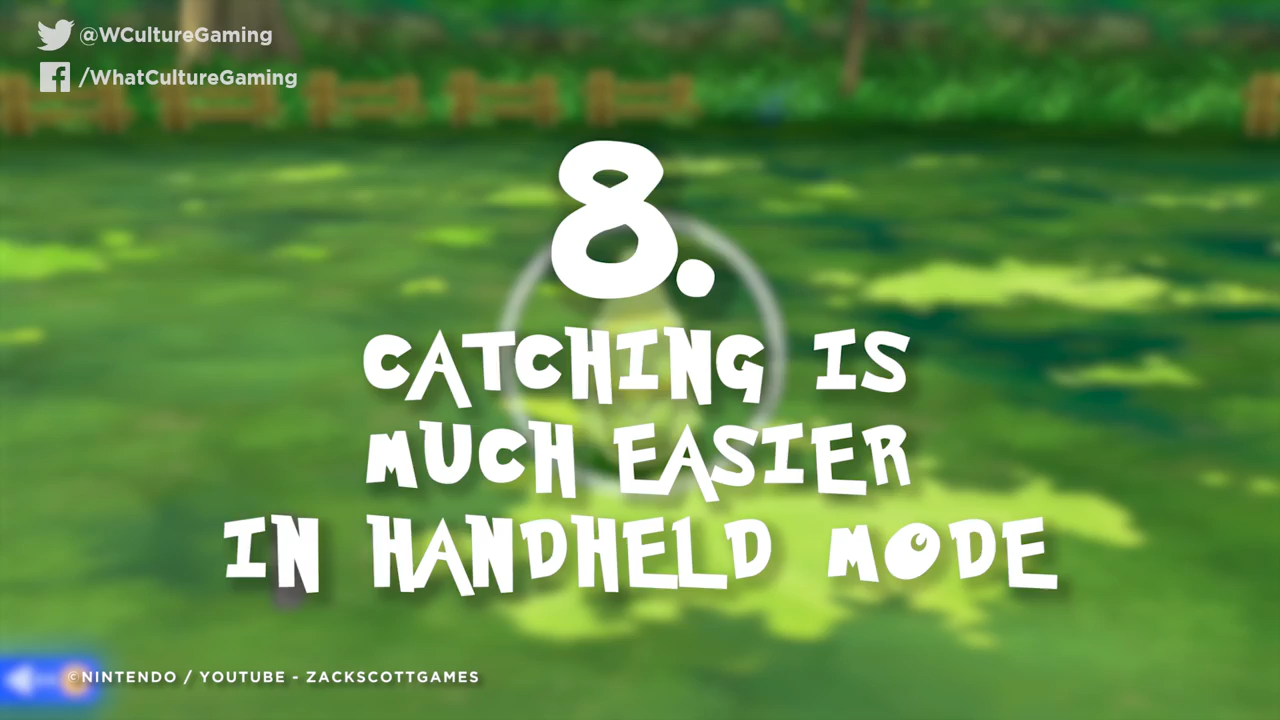 @WCultureGaming
/WhatCultureGaming
8.
CATCHING IS
MUCH EASIER
IN HANDHELD MODE
©NINTENDO / YOUTUBE - ZACKSCOTTGAMES